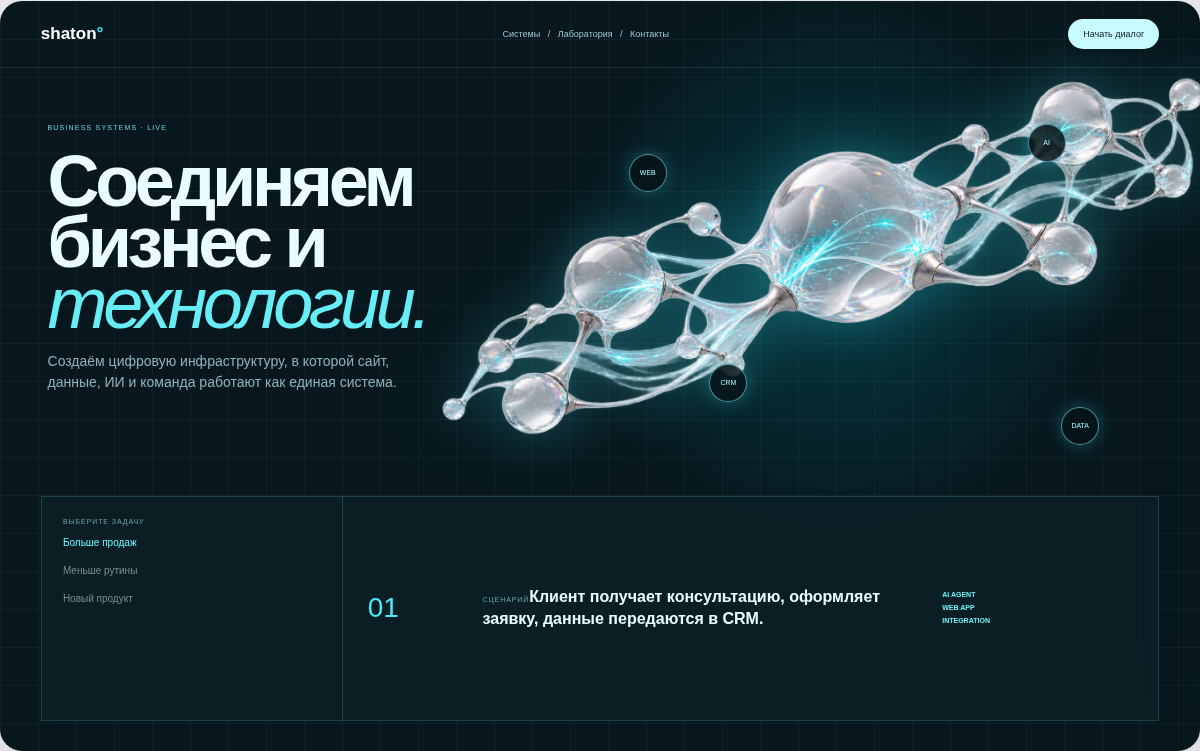 shaton°
Системы / Лаборатория / Контакты
Начать диалог
BUSINESS SYSTEMS · LIVE
Соединяем
бизнес и
технологии.
Создаём цифровую инфраструктуру, в которой сайт,
данные, ИИ и команда работают как единая система.
WEB
AI
CRM
DATA
ВЫБЕРИТЕ ЗАДАЧУ
Больше продаж
Меньше рутины
Новый продукт
01
СЦЕНАРИЙ Клиент получает консультацию, оформляет
заявку, данные передаются в CRM.
AI AGENT
WEB APP
INTEGRATION